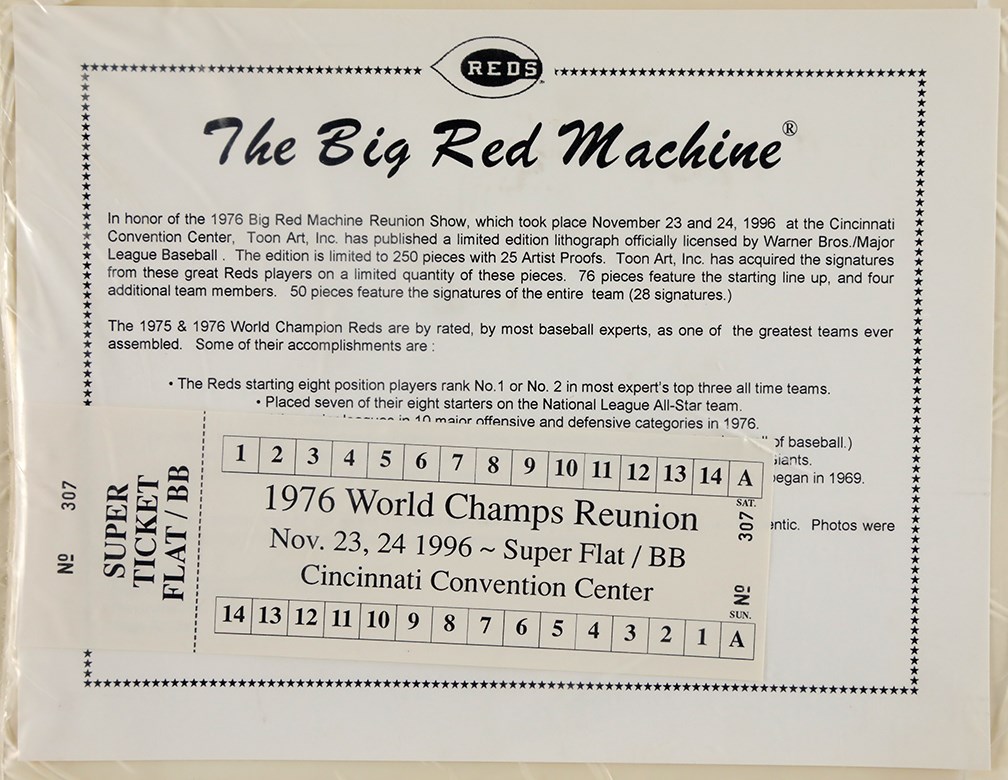 REDS
The Big Red Machine®
In honor of the 1976 Big Red Machine Reunion Show, which took place November 23 and 24, 1996 at the Cincinnati
Convention Center, Toon Art, Inc. has published a limited edition lithograph officially licensed by Warner Bros./Major
League Baseball . The edition is limited to 250 pieces with 25 Artist Proofs. Toon Art, Inc. has acquired the signatures
from these great Reds players on a limited quantity of these pieces. 76 pieces feature the starting line up, and four
additional team members. 50 pieces feature the signatures of the entire team (28 signatures.)
The 1975 & 1976 World Champion Reds are by rated, by most baseball experts, as one of the greatest teams ever
assembled. Some of their accomplishments are :
• The Reds starting eight position players rank No.1 or No. 2 in most expert's top three all time teams.
• Placed seven of their eight starters on the National League All-Star team.
in 10 major offensive and defensive categories in 1976.
of baseball.)
in 1969.
Photos were
1 2 3 4 5 6 7 8 9 10 11 12 13 14 A
1976 World Champs Reunion
Nov. 23, 24 1996 ~ Super Flat / BB
Cincinnati Convention Center
14 13 12 11 10 9 8 7 6 5 4 3 2 1 A
SAT.
Nº 307
SUN.
Nº 307
SUPER
TICKET
FLAT / BB